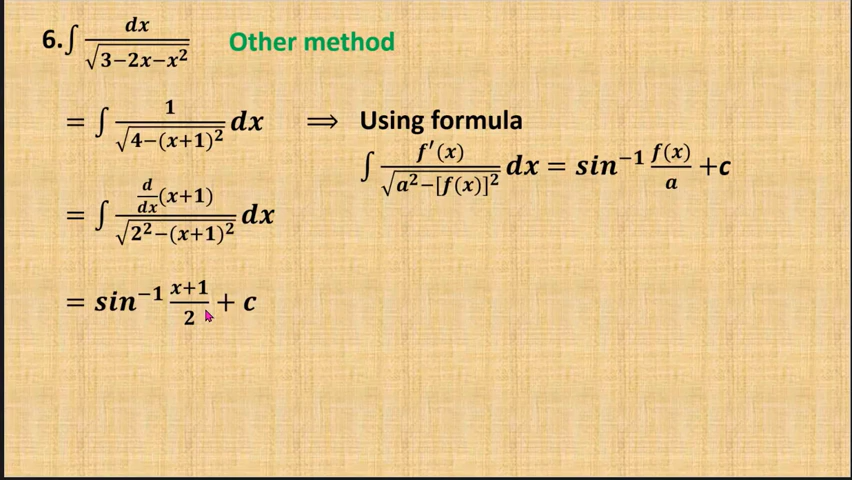 6. ∫ dx / √(3−2x−x²) Other method
= ∫ 1 / √(4−(x+1)²) dx ⟹ Using formula
∫ f′(x) / √(a²−[f(x)]²) dx = sin⁻¹ f(x)/a +c
= ∫ d/dx (x+1) / √(2²−(x+1)²) dx
= sin⁻¹ x+1/2 + c